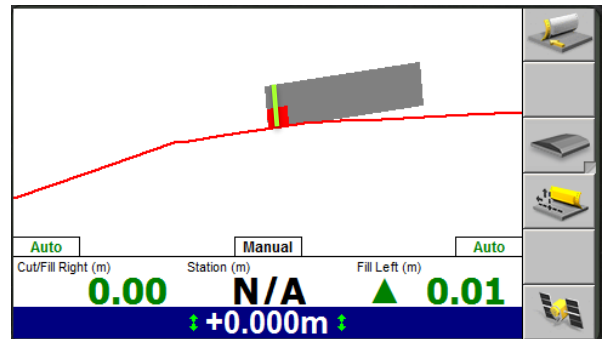 Auto Manual Auto
Cut/Fill Right (m) Station (m) Fill Left (m)
0.00 N/A 0.01
+0.000m